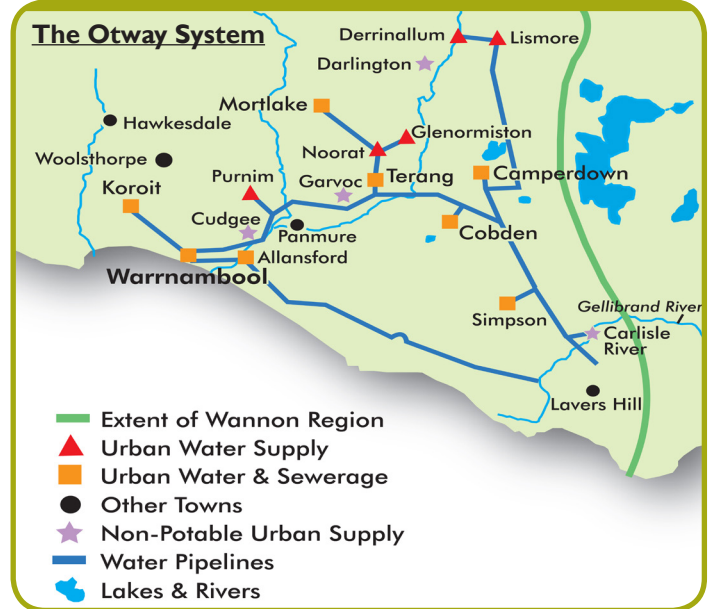 The Otway System
Derrinallum
Lismore
Darlington
Mortlake
Hawkesdale
Glenormiston
Noorat
Woolsthorpe
Purnim
Garvoc
Terang
Camperdown
Koroit
Cudgee
Panmure
Cobden
Allansford
Warrnambool
Gellibrand River
Simpson
Carlisle
River
Lavers Hill
Extent of Wannon Region
Urban Water Supply
Urban Water & Sewerage
Other Towns
Non-Potable Urban Supply
Water Pipelines
Lakes & Rivers